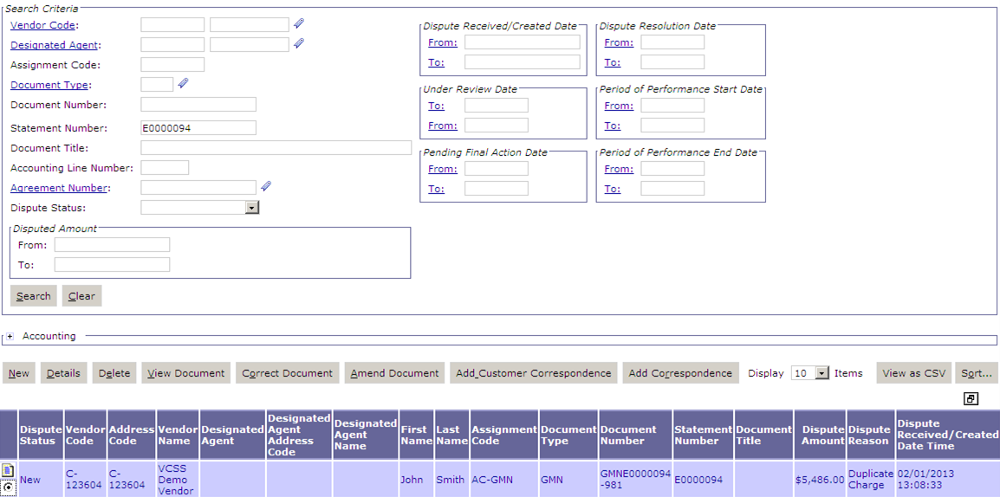 Search Criteria
Vendor Code:
Designated Agent:
Assignment Code:
Document Type:
Document Number:
Statement Number: E0000094
Document Title:
Accounting Line Number:
Agreement Number:
Dispute Status:
Disputed Amount
From:
To:
Dispute Received/Created Date
From:
To:
Dispute Resolution Date
From:
To:
Under Review Date
To:
From:
Period of Performance Start Date
From:
To:
Pending Final Action Date
From:
To:
Period of Performance End Date
From:
To:
Search Clear
+ Accounting
New Details Delete View Document Correct Document Amend Document Add Customer Correspondence Add Correspondence Display 10 Items View as CSV Sort...
Dispute Status
Vendor Code
Address Code
Vendor Name
Designated Agent
Designated Agent Address Code
Designated Agent Name
First Name
Last Name
Assignment Code
Document Type
Document Number
Statement Number
Document Title
Dispute Amount
Dispute Reason
Dispute Received/Created Date Time
New
C-123604
C-123604
VCSS Demo Vendor
John
Smith
AC-GMN
GMN
GMNE0000094-981
E0000094
$5,486.00
Duplicate Charge
02/01/2013 13:08:33